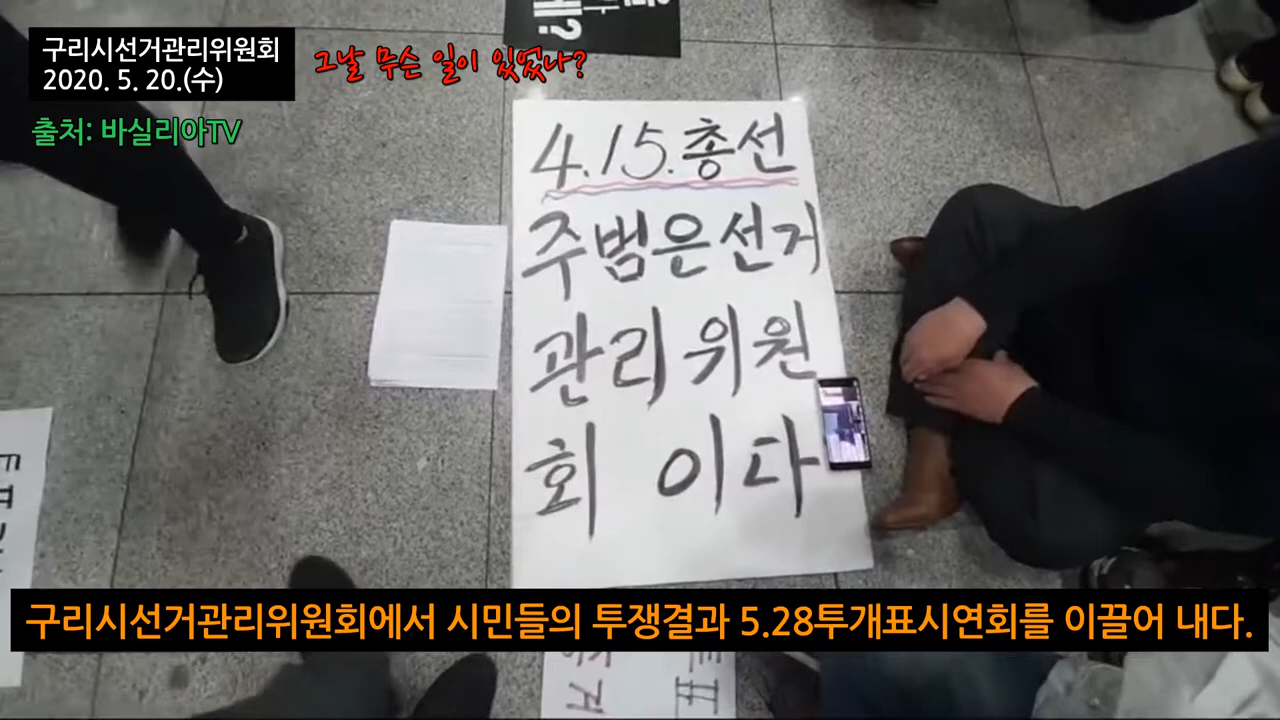 구리시선거관리위원회
2020. 5. 20.(수)
그날 무슨 일이 있었나?
출처: 바실리아TV
4.15.총선
주범은선거
관리위원
회 이다
구리시선거관리위원회에서 시민들의 투쟁결과 5.28투개표시연회를 이끌어 내다.